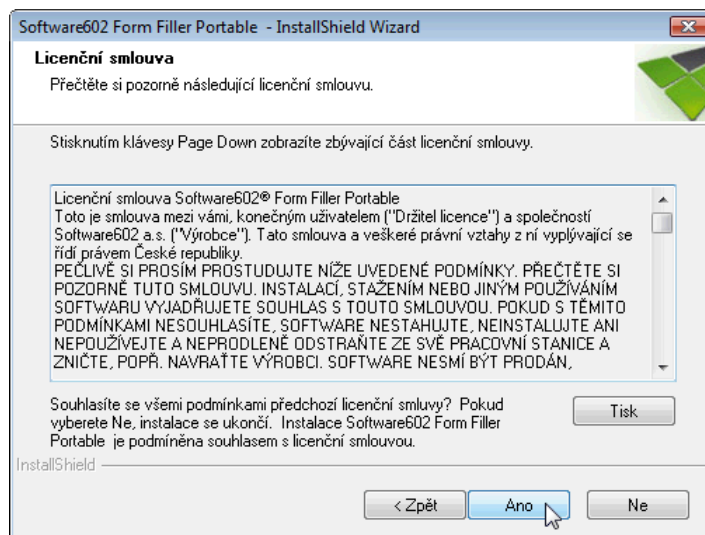 Software602 Form Filler Portable - InstallShield Wizard
Licenční smlouva
Přečtěte si pozorně následující licenční smlouvu.
Stisknutím klávesy Page Down zobrazíte zbývající část licenční smlouvy.
Licenční smlouva Software602® Form Filler Portable
Toto je smlouva mezi vámi, konečným uživatelem ("Držitel licence") a společností
Software602 a.s. ("Výrobce"). Tato smlouva a veškeré právní vztahy z ní vyplývající se
řídí právem České republiky.
PEČLIVĚ SI PROSÍM PROSTUDUJTE NÍŽE UVEDENÉ PODMÍNKY. PŘEČTĚTE SI
POZORNĚ TUTO SMLOUVU. INSTALACÍ, STAŽENÍM NEBO JINÝM POUŽÍVÁNÍM
SOFTWARU VYJADŘUJETE SOUHLAS S TOUTO SMLOUVOU. POKUD S TĚMITO
PODMÍNKAMI NESOUHLASÍTE, SOFTWARE NESTAHUJTE, NEINSTALUJTE ANI
NEPOUŽÍVEJTE A NEPRODLENĚ ODSTRAŇTE ZE SVÉ PRACOVNÍ STANICE A
ZNIČTE, POPŘ. NAVRAŤTE VÝROBCI. SOFTWARE NESMÍ BÝT PRODÁN,
Souhlasíte se všemi podmínkami předchozí licenční smluvy? Pokud
vyberete Ne, instalace se ukončí. Instalace Software602 Form Filler
Portable je podmíněna souhlasem s licenční smlouvou.
Tisk
InstallShield
< Zpět
Ano
Ne